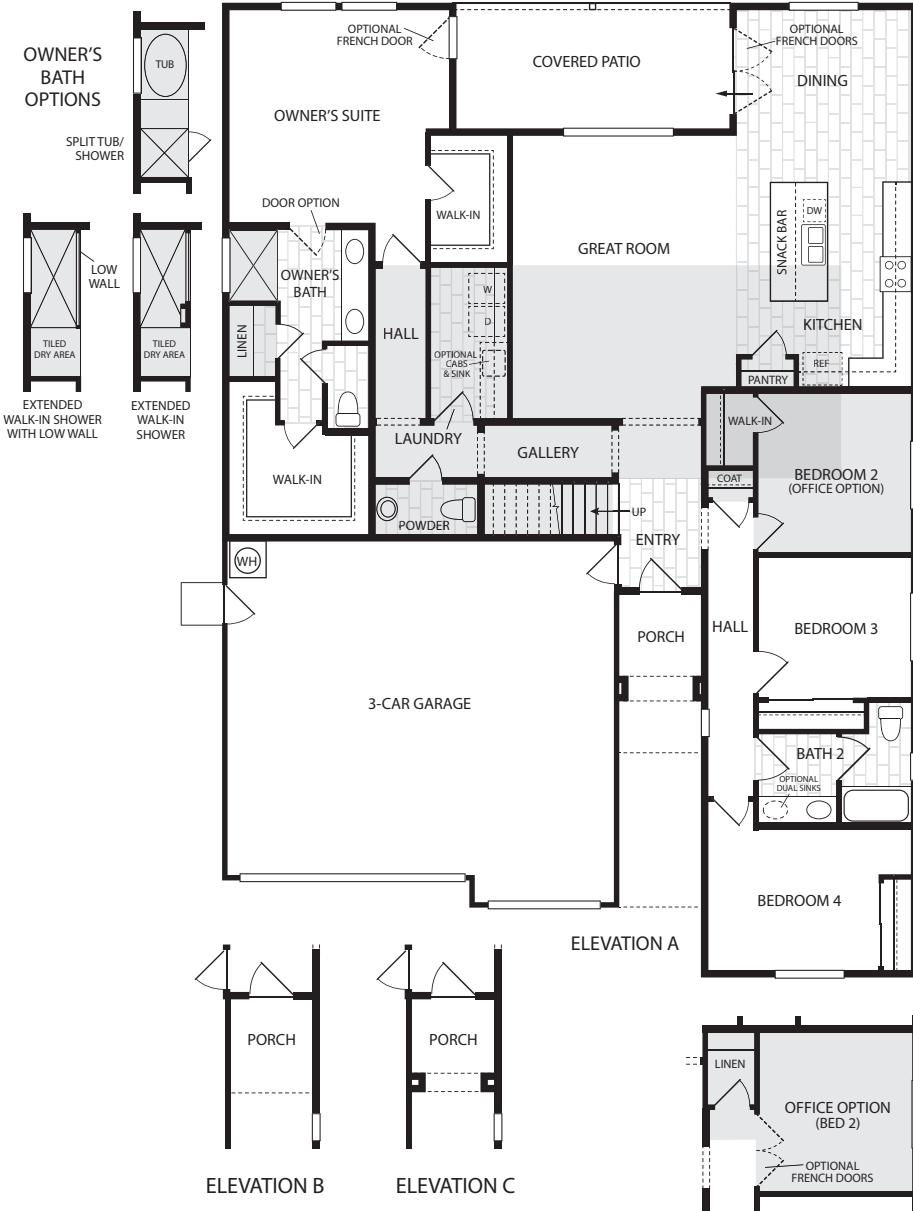 OWNER'S
BATH
OPTIONS
TUB
SPLIT TUB/
SHOWER
LOW
WALL
TILED
DRY AREA
TILED
DRY AREA
EXTENDED
WALK-IN SHOWER
WITH LOW WALL
EXTENDED
WALK-IN
SHOWER
OPTIONAL
FRENCH DOOR
COVERED PATIO
OPTIONAL
FRENCH DOORS
DINING
OWNER'S SUITE
WALK-IN
DOOR OPTION
OWNER'S
BATH
LINEN
HALL
W
D
OPTIONAL
CABS
& SINK
GREAT ROOM
SNACK BAR
DW
KITCHEN
REF
PANTRY
WALK-IN
LAUNDRY
GALLERY
WALK-IN
COAT
BEDROOM 2
(OFFICE OPTION)
POWDER
UP
ENTRY
WH
PORCH
HALL
BEDROOM 3
3-CAR GARAGE
BATH 2
OPTIONAL
DUAL SINKS
BEDROOM 4
ELEVATION A
PORCH
PORCH
ELEVATION B
ELEVATION C
LINEN
OFFICE OPTION
(BED 2)
OPTIONAL
FRENCH DOORS